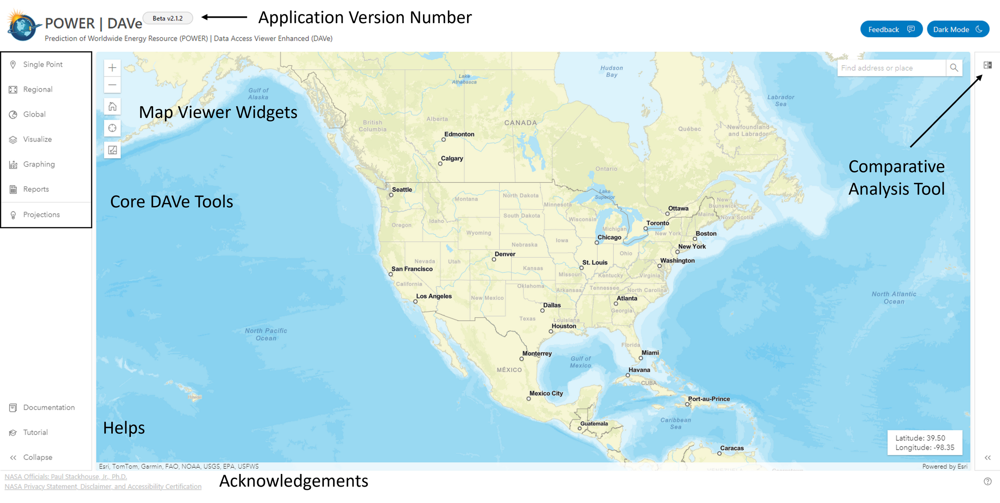 POWER | DAVe
Beta v2.1.2
Application Version Number
Prediction of Worldwide Energy Resource (POWER) | Data Access Viewer Enhanced (DAVe)
Feedback
Dark Mode
Single Point
Regional
Global
Visualize
Graphing
Reports
Projections
Core DAVe Tools
Map Viewer Widgets
Find address or place
Comparative
Analysis Tool
Hudson
Bay
Lake
Athabasca
Gulf of
Alaska
Labrador
Sea
British
Columbia
Alberta
CANADA
Edmonton
Calgary
Québec
Newfoundland
and Labrador
Ontario
Seattle
Montana
North Dakota
Minnesota
Lake
Superior
New
Brunswick
Ottawa
Maine
Nova Scotia
Oregon
Idaho
South Dakota
Wisconsin
Michigan
Toronto
New York
Boston
Wyoming
Iowa
Chicago
Nebraska
New York
Denver
Ohio
Nevada
Utah
St. Louis
Washington
San Francisco
Kansas
Missouri
Kentucky
Virginia
California
Oklahoma
Arkansas
Tennessee
North Carolina
Los Angeles
New Mexico
Atlanta
Dallas
Georgia
Texas
Louisiana
Houston
North Atlantic
Ocean
North Pacific
Ocean
Florida
Monterrey
Miami
Gulf of
Mexico
MÉXICO
Havana
CUBA
Mexico City
Hawaii
Port-au-Prince
Guatemala
Caribbean
Sea
Caracas
VENEZUELA
Georgetown
Latitude: 39.50
Longitude: -98.35
Documentation
Tutorial
Collapse
Helps
Esri, TomTom, Garmin, FAO, NOAA, USGS, EPA, USFWS
Powered by Esri
NASA Officials: Paul Stackhouse, Jr., Ph.D.
NASA Privacy Statement, Disclaimer, and Accessibility Certification
Acknowledgements